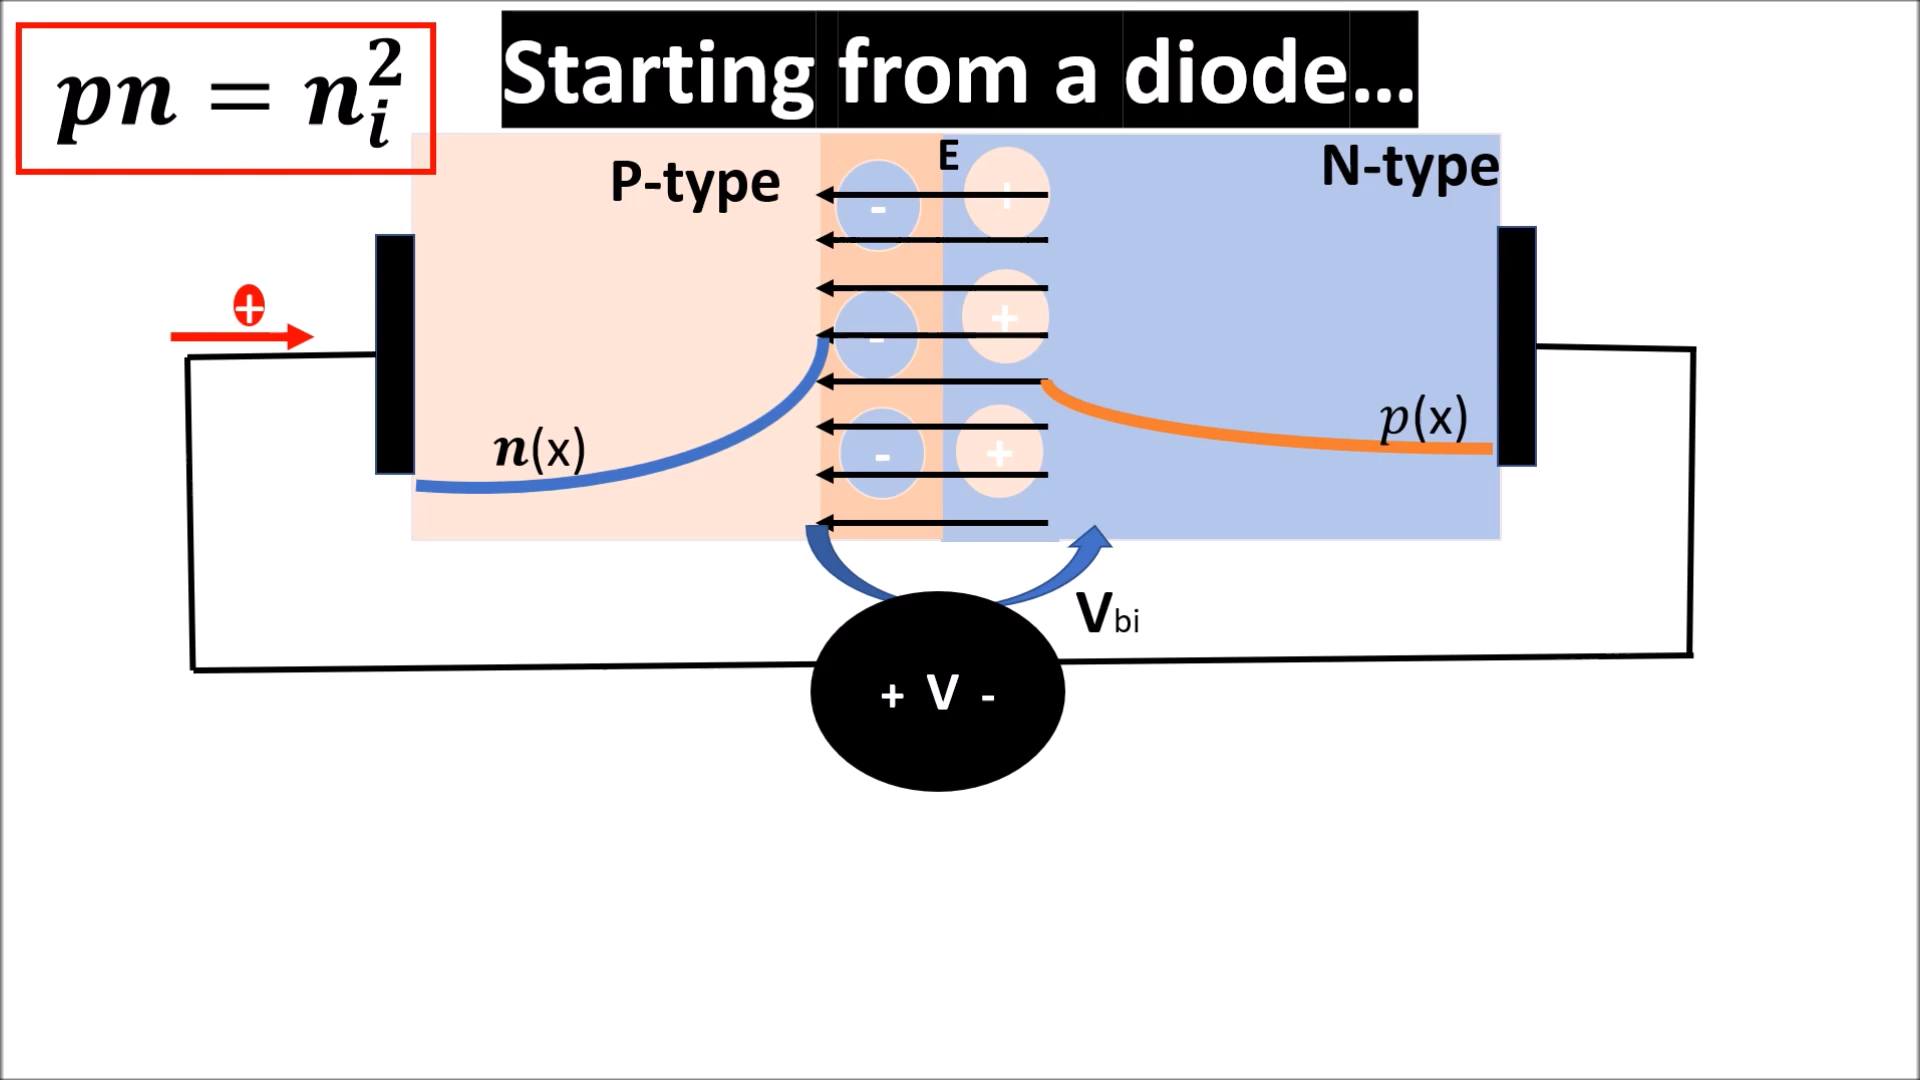 pn = n_i^2
Starting from a diode...
P-type
E
N-type
- +
+
- +
n(x)
p(x)
- +
V_bi
+ V -